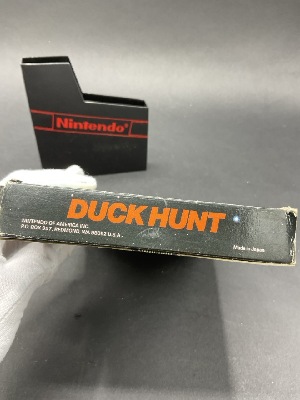 Nintendo®
DUCK HUNT
NINTENDO OF AMERICA INC.
P.O. BOX 957, REDMOND, WA 98052 U.S.A.
Made in Japan